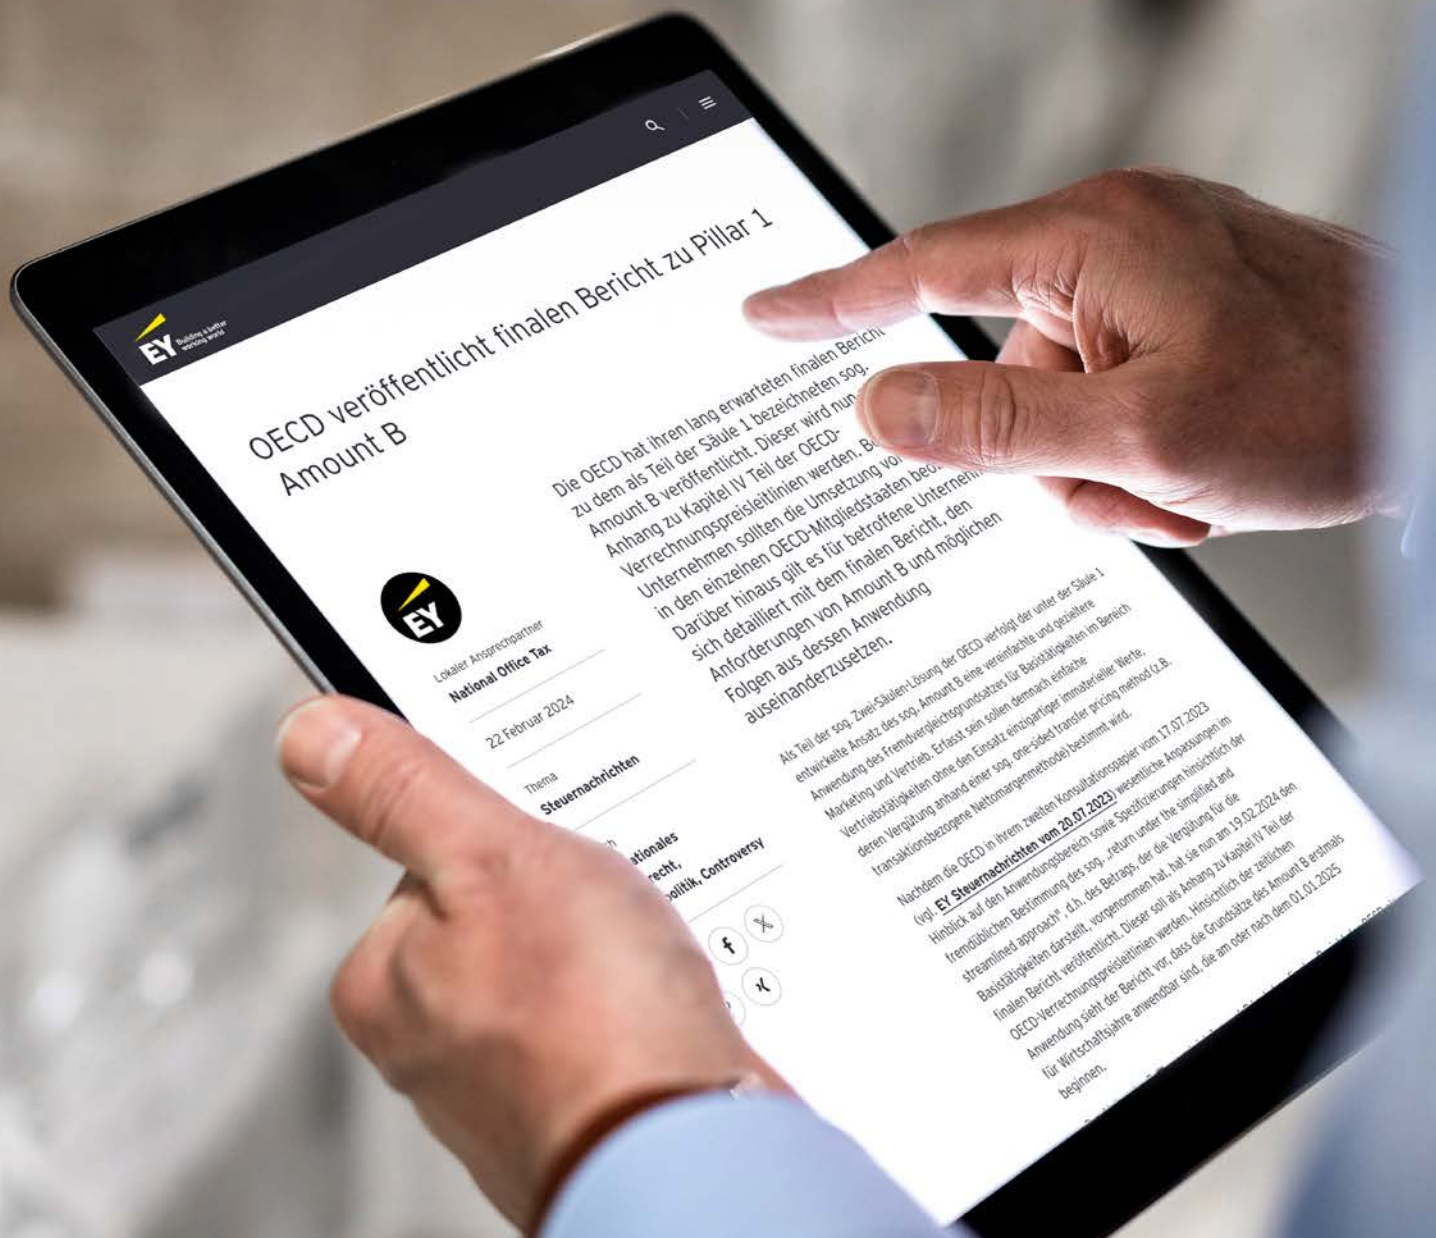 EY
Building a better
working world
OECD veröffentlicht finalen Bericht zu Pillar 1
Amount B
EY
Lokaler Ansprechpartner
National Office Tax
22 Februar 2024
Thema
Steuernachrichten
ationales
recht,
politik, Controversy
Die OECD hat ihren lang erwarteten finalen Bericht
zu dem als Teil der Säule 1 bezeichneten sog.
Amount B veröffentlicht. Dieser wird nun
Anhang zu Kapitel IV Teil der OECD-
Verrechnungspreisleitlinien werden.
Unternehmen sollten die Umsetzung
in den einzelnen OECD-Mitgliedstaaten
Darüber hinaus gilt es für betroffene
sich detailliert mit dem finalen Bericht, den
Anforderungen von Amount B und möglichen
Folgen aus dessen Anwendung
auseinanderzusetzen.
Als Teil der sog. Zwei-Säulen-Lösung der OECD verfolgt der unter der Säule 1
entwickelte Ansatz des sog. Amount B eine vereinfachte und gezieltere
Anwendung des Fremdvergleichsgrundsatzes für Basistätigkeiten im Bereich
Marketing und Vertrieb. Erfasst sein sollen demnach einfache
Vertriebstätigkeiten ohne den Einsatz einzigartiger immaterieller Werte,
deren Vergütung anhand einer sog. one-sided transfer pricing method (z.B.
transaktionsbezogene Nettomargenmethode) bestimmt wird.
Nachdem die OECD in ihrem zweiten Konsultationspapier vom 17.07.2023
(vgl. EY Steuernachrichten vom 20.07.2023) wesentliche Anpassungen im
Hinblick auf den Anwendungsbereich sowie Spezifizierungen hinsichtlich der
fremdüblichen Bestimmung des sog. „return under the simplified and
streamlined approach“, d.h. des Betrags, der die Vergütung für die
Basistätigkeiten darstellt, vorgenommen hat, hat sie nun am 19.02.2024 den
finalen Bericht veröffentlicht. Dieser soll als Anhang zu Kapitel IV Teil der
OECD-Verrechnungspreisleitlinien werden. Hinsichtlich der zeitlichen
Anwendung sieht der Bericht vor, dass die Grundsätze des Amount B erstmals
für Wirtschaftsjahre anwendbar sind, die am oder nach dem 01.01.2025
beginnen.